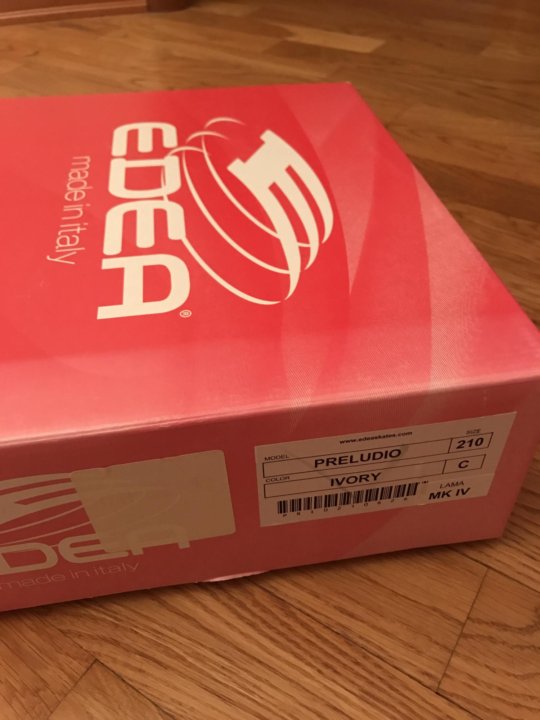 EDEA®
made in italy
www.edeaskates.com
MODEL
PRELUDIO
SIZE
210
COLOR
IVORY
C
LAMA
MK IV
EDEA
made in italy